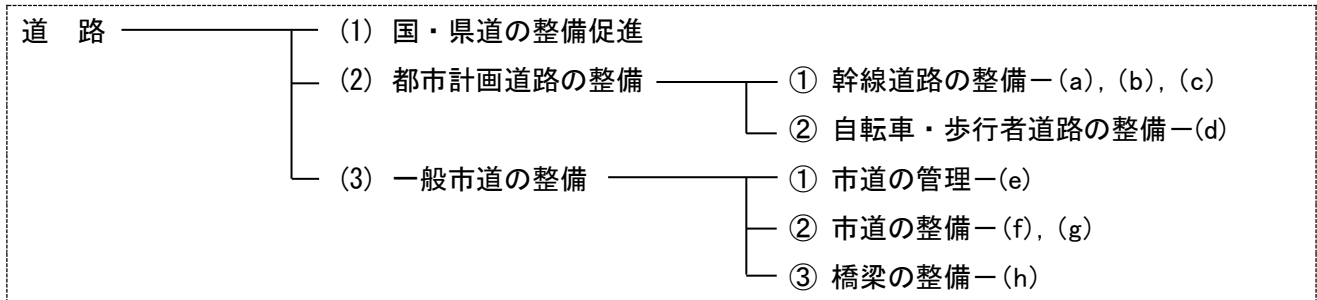 道　路 (1) 国・県道の整備促進
(2) 都市計画道路の整備 ① 幹線道路の整備－(a), (b), (c)
② 自転車・歩行者道路の整備－(d)
(3) 一般市道の整備 ① 市道の管理－(e)
② 市道の整備－(f), (g)
③ 橋梁の整備－(h)